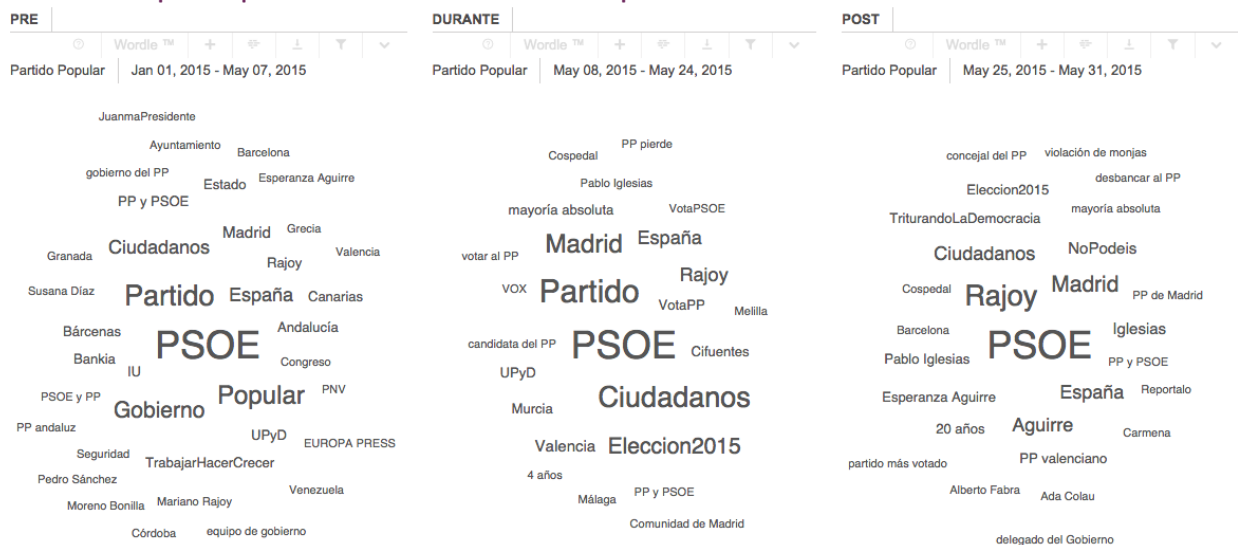 PRE
Wordle ™
Partido Popular Jan 01, 2015 - May 07, 2015
JuanmaPresidente
Ayuntamiento
Barcelona
gobierno del PP
Estado
Esperanza Aguirre
PP y PSOE
Madrid
Grecia
Ciudadanos
Granada
Rajoy
Valencia
Susana Díaz
Partido
España
Canarias
Bárcenas
PSOE
Andalucía
Bankia
IU
Congreso
PSOE y PP
Gobierno
Popular
PNV
PP andaluz
UPyD
EUROPA PRESS
Seguridad
TrabajarHacerCrecer
Pedro Sánchez
Moreno Bonilla
Mariano Rajoy
Venezuela
Córdoba
equipo de gobierno
DURANTE
Wordle ™
Partido Popular May 08, 2015 - May 24, 2015
PP pierde
Cospedal
Pablo Iglesias
mayoría absoluta
VotaPSOE
Madrid
España
votar al PP
Rajoy
VOX
Partido
VotaPP
Melilla
candidata del PP
PSOE
Cifuentes
UPyD
Murcia
Ciudadanos
Valencia
Eleccion2015
4 años
Málaga
PP y PSOE
Comunidad de Madrid
POST
Wordle ™
Partido Popular May 25, 2015 - May 31, 2015
concejal del PP
violación de monjas
desbancar al PP
Eleccion2015
TriturandoLaDemocracia
mayoría absoluta
Ciudadanos
NoPodeis
Cospedal
Rajoy
Madrid
PP de Madrid
Barcelona
PSOE
Iglesias
Pablo Iglesias
PP y PSOE
Esperanza Aguirre
España
Reportalo
20 años
Aguirre
Carmena
partido más votado
PP valenciano
Alberto Fabra
Ada Colau
delegado del Gobierno